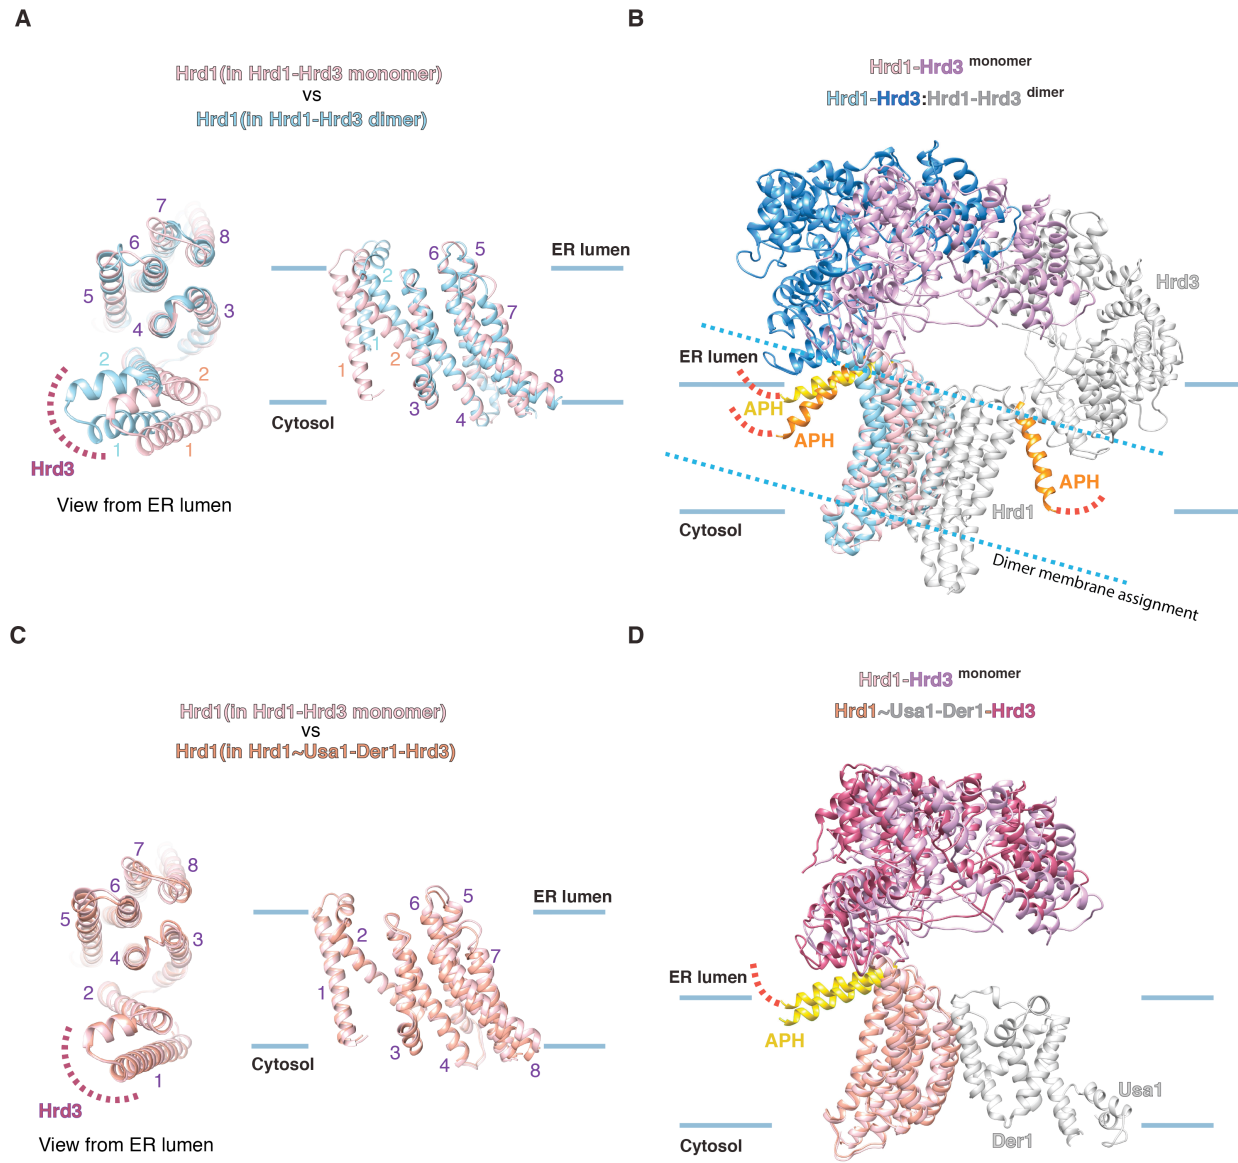 A
Hrd1(in Hrd1-Hrd3 monomer)
vs
Hrd1(in Hrd1-Hrd3 dimer)
7
6
8
5
3
4
2
2
1
1
Hrd3
View from ER lumen
ER lumen
6
5
2
7
1
1
2
8
3
4
Cytosol
B
Hrd1-Hrd3 monomer
Hrd1-Hrd3:Hrd1-Hrd3 dimer
Hrd3
ER lumen
APH
APH
APH
Hrd1
Cytosol
Dimer membrane assignment
C
Hrd1(in Hrd1-Hrd3 monomer)
vs
Hrd1(in Hrd1~Usa1-Der1-Hrd3)
7
8
6
5
3
4
2
1
Hrd3
View from ER lumen
ER lumen
6
5
2
7
1
3
4
8
Cytosol
D
Hrd1-Hrd3 monomer
Hrd1~Usa1-Der1-Hrd3
ER lumen
APH
Usa1
Der1
Cytosol